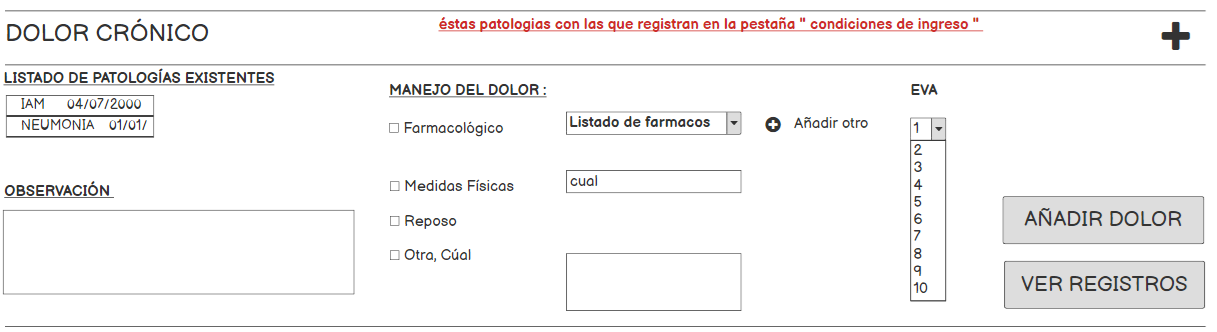 DOLOR CRÓNICO
éstas patologias con las que registran en la pestaña " condiciones de ingreso "
LISTADO DE PATOLOGÍAS EXISTENTES
IAM 04/07/2000
NEUMONIA 01/01/
OBSERVACIÓN
MANEJO DEL DOLOR :
Farmacológico
Listado de farmacos
Añadir otro
Medidas Físicas
cual
Reposo
Otra, Cúal
EVA
1
2
3
4
5
6
7
8
9
10
AÑADIR DOLOR
VER REGISTROS